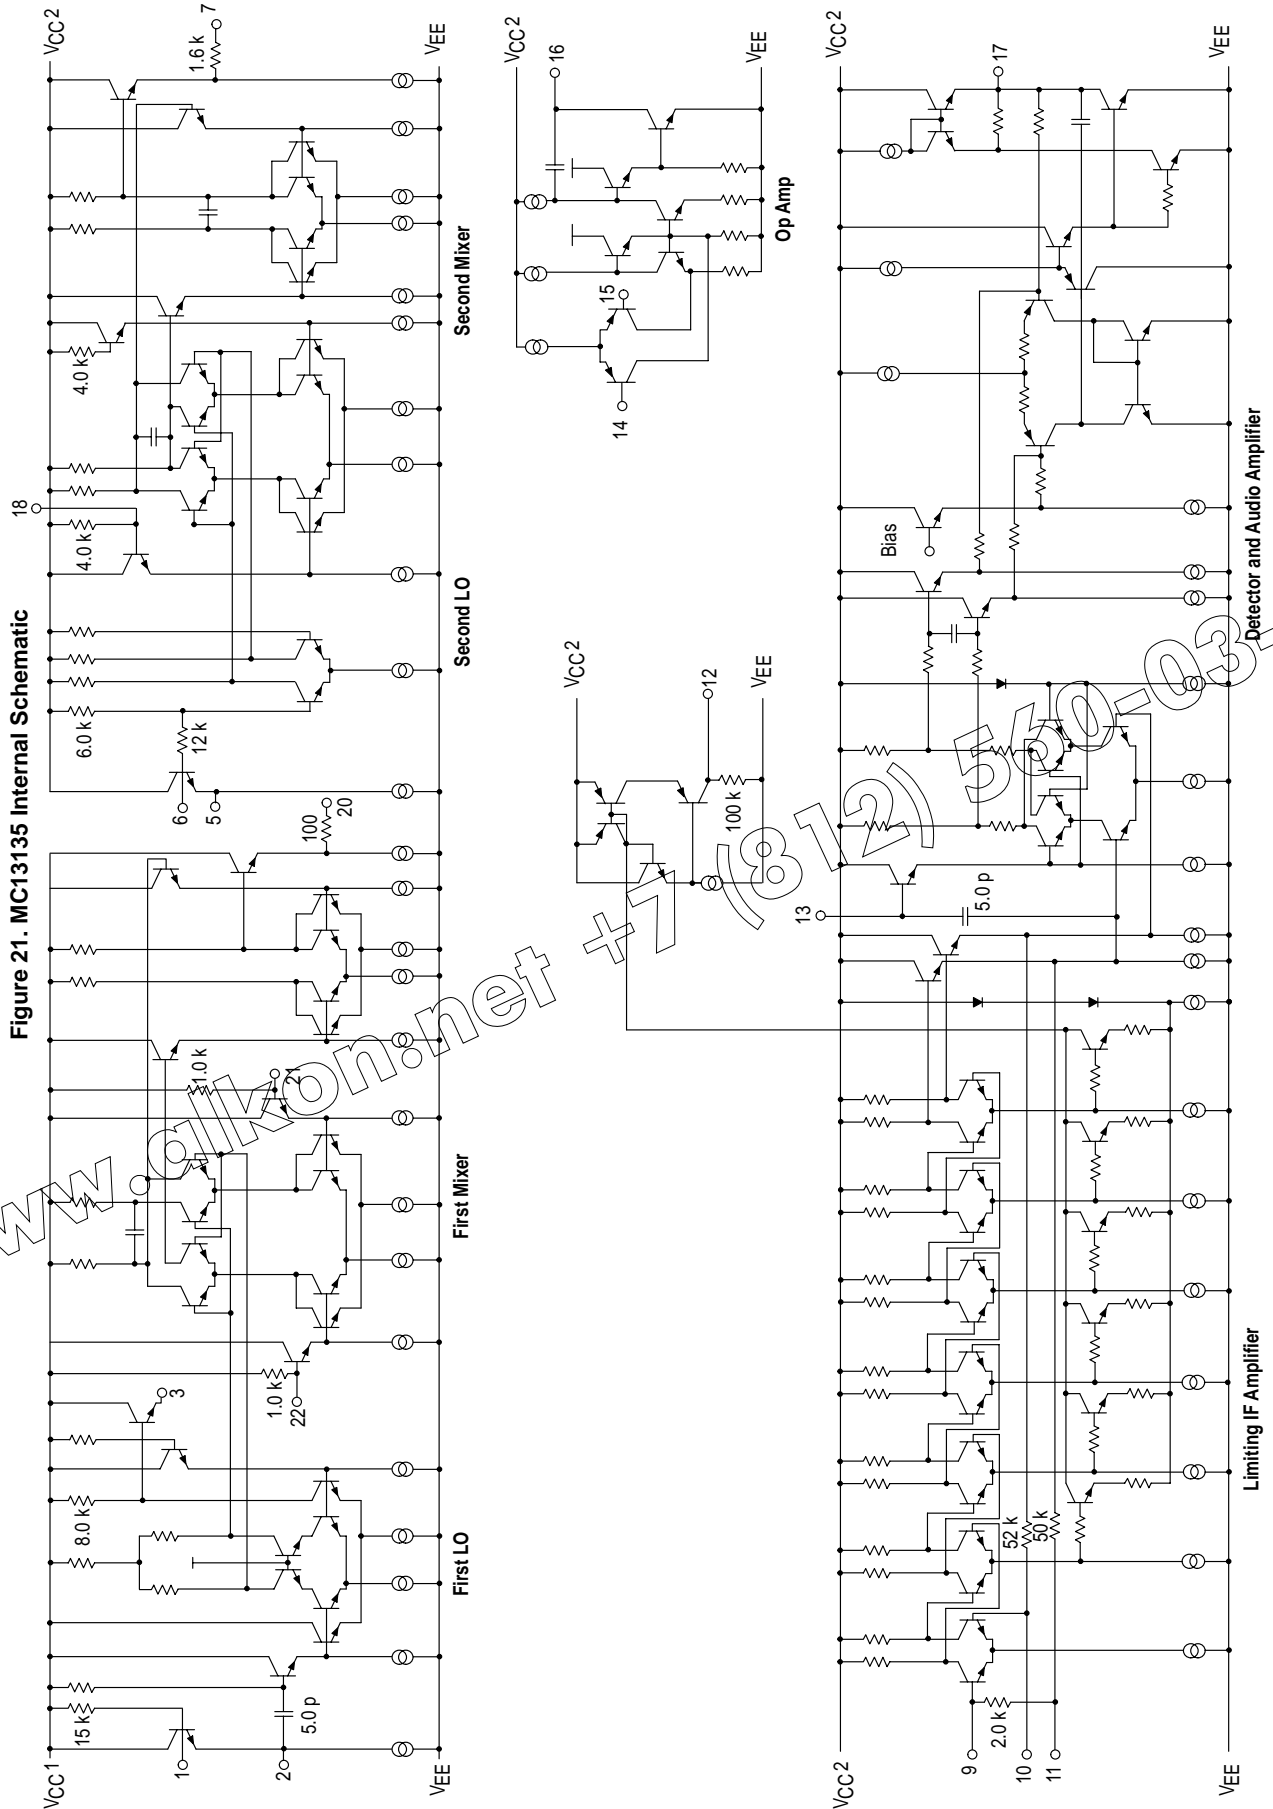 Figure 21. MC13135 Internal Schematic
VCC1
VCC2
15 k
8.0 k
1.0 k
1.0 k
6.0 k
4.0 k
4.0 k
18
1
2
5.0 p
3
22
21
100
20
6
5
12 k
1.6 k
7
VEE
VEE
First LO
First Mixer
Second LO
Second Mixer
VCC2
12
100 k
VEE
VCC2
16
14
15
VEE
Op Amp
VCC2
VCC2
9
10
11
2.0 k
52 k
50 k
13
5.0 p
Bias
17
VEE
VEE
Limiting IF Amplifier
Detector and Audio Amplifier
www.dlkon.net +7 (812) 560-03-